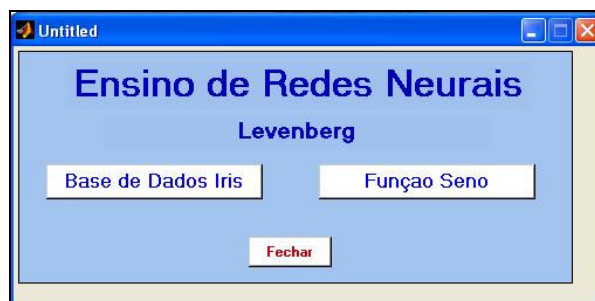 Untitled
Ensino de Redes Neurais
Levenberg
Base de Dados Iris
Funçao Seno
Fechar